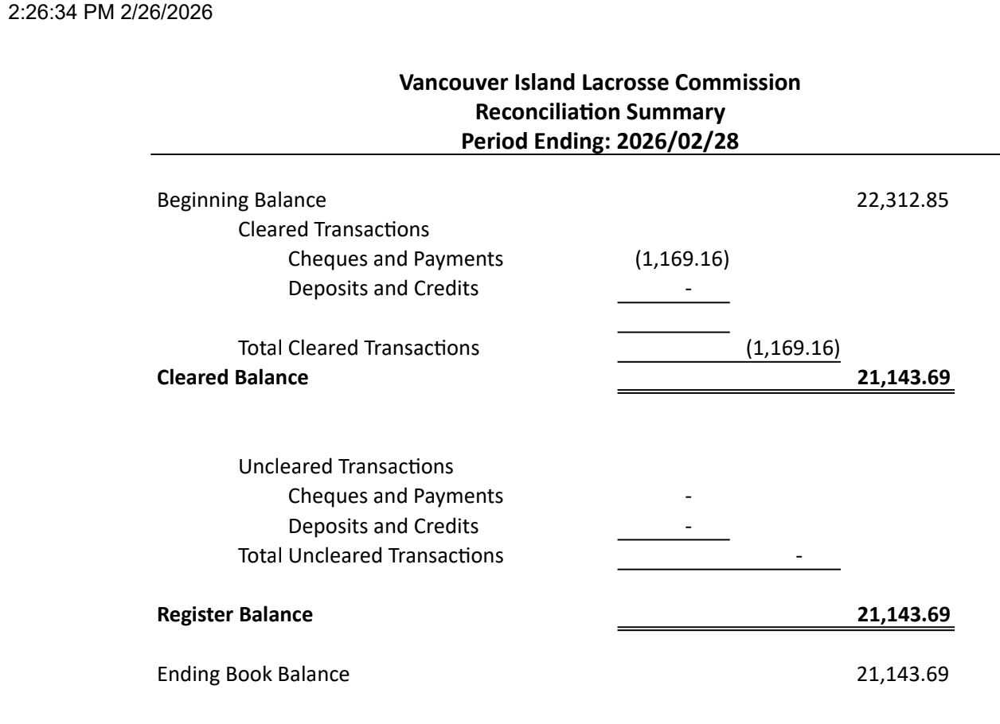 2:26:34 PM 2/26/2026
Vancouver Island Lacrosse Commission
Reconciliation Summary
Period Ending: 2026/02/28
Beginning Balance 22,312.85
Cleared Transactions
Cheques and Payments (1,169.16)
Deposits and Credits -
Total Cleared Transactions (1,169.16)
Cleared Balance 21,143.69
Uncleared Transactions
Cheques and Payments -
Deposits and Credits -
Total Uncleared Transactions -
Register Balance 21,143.69
Ending Book Balance 21,143.69